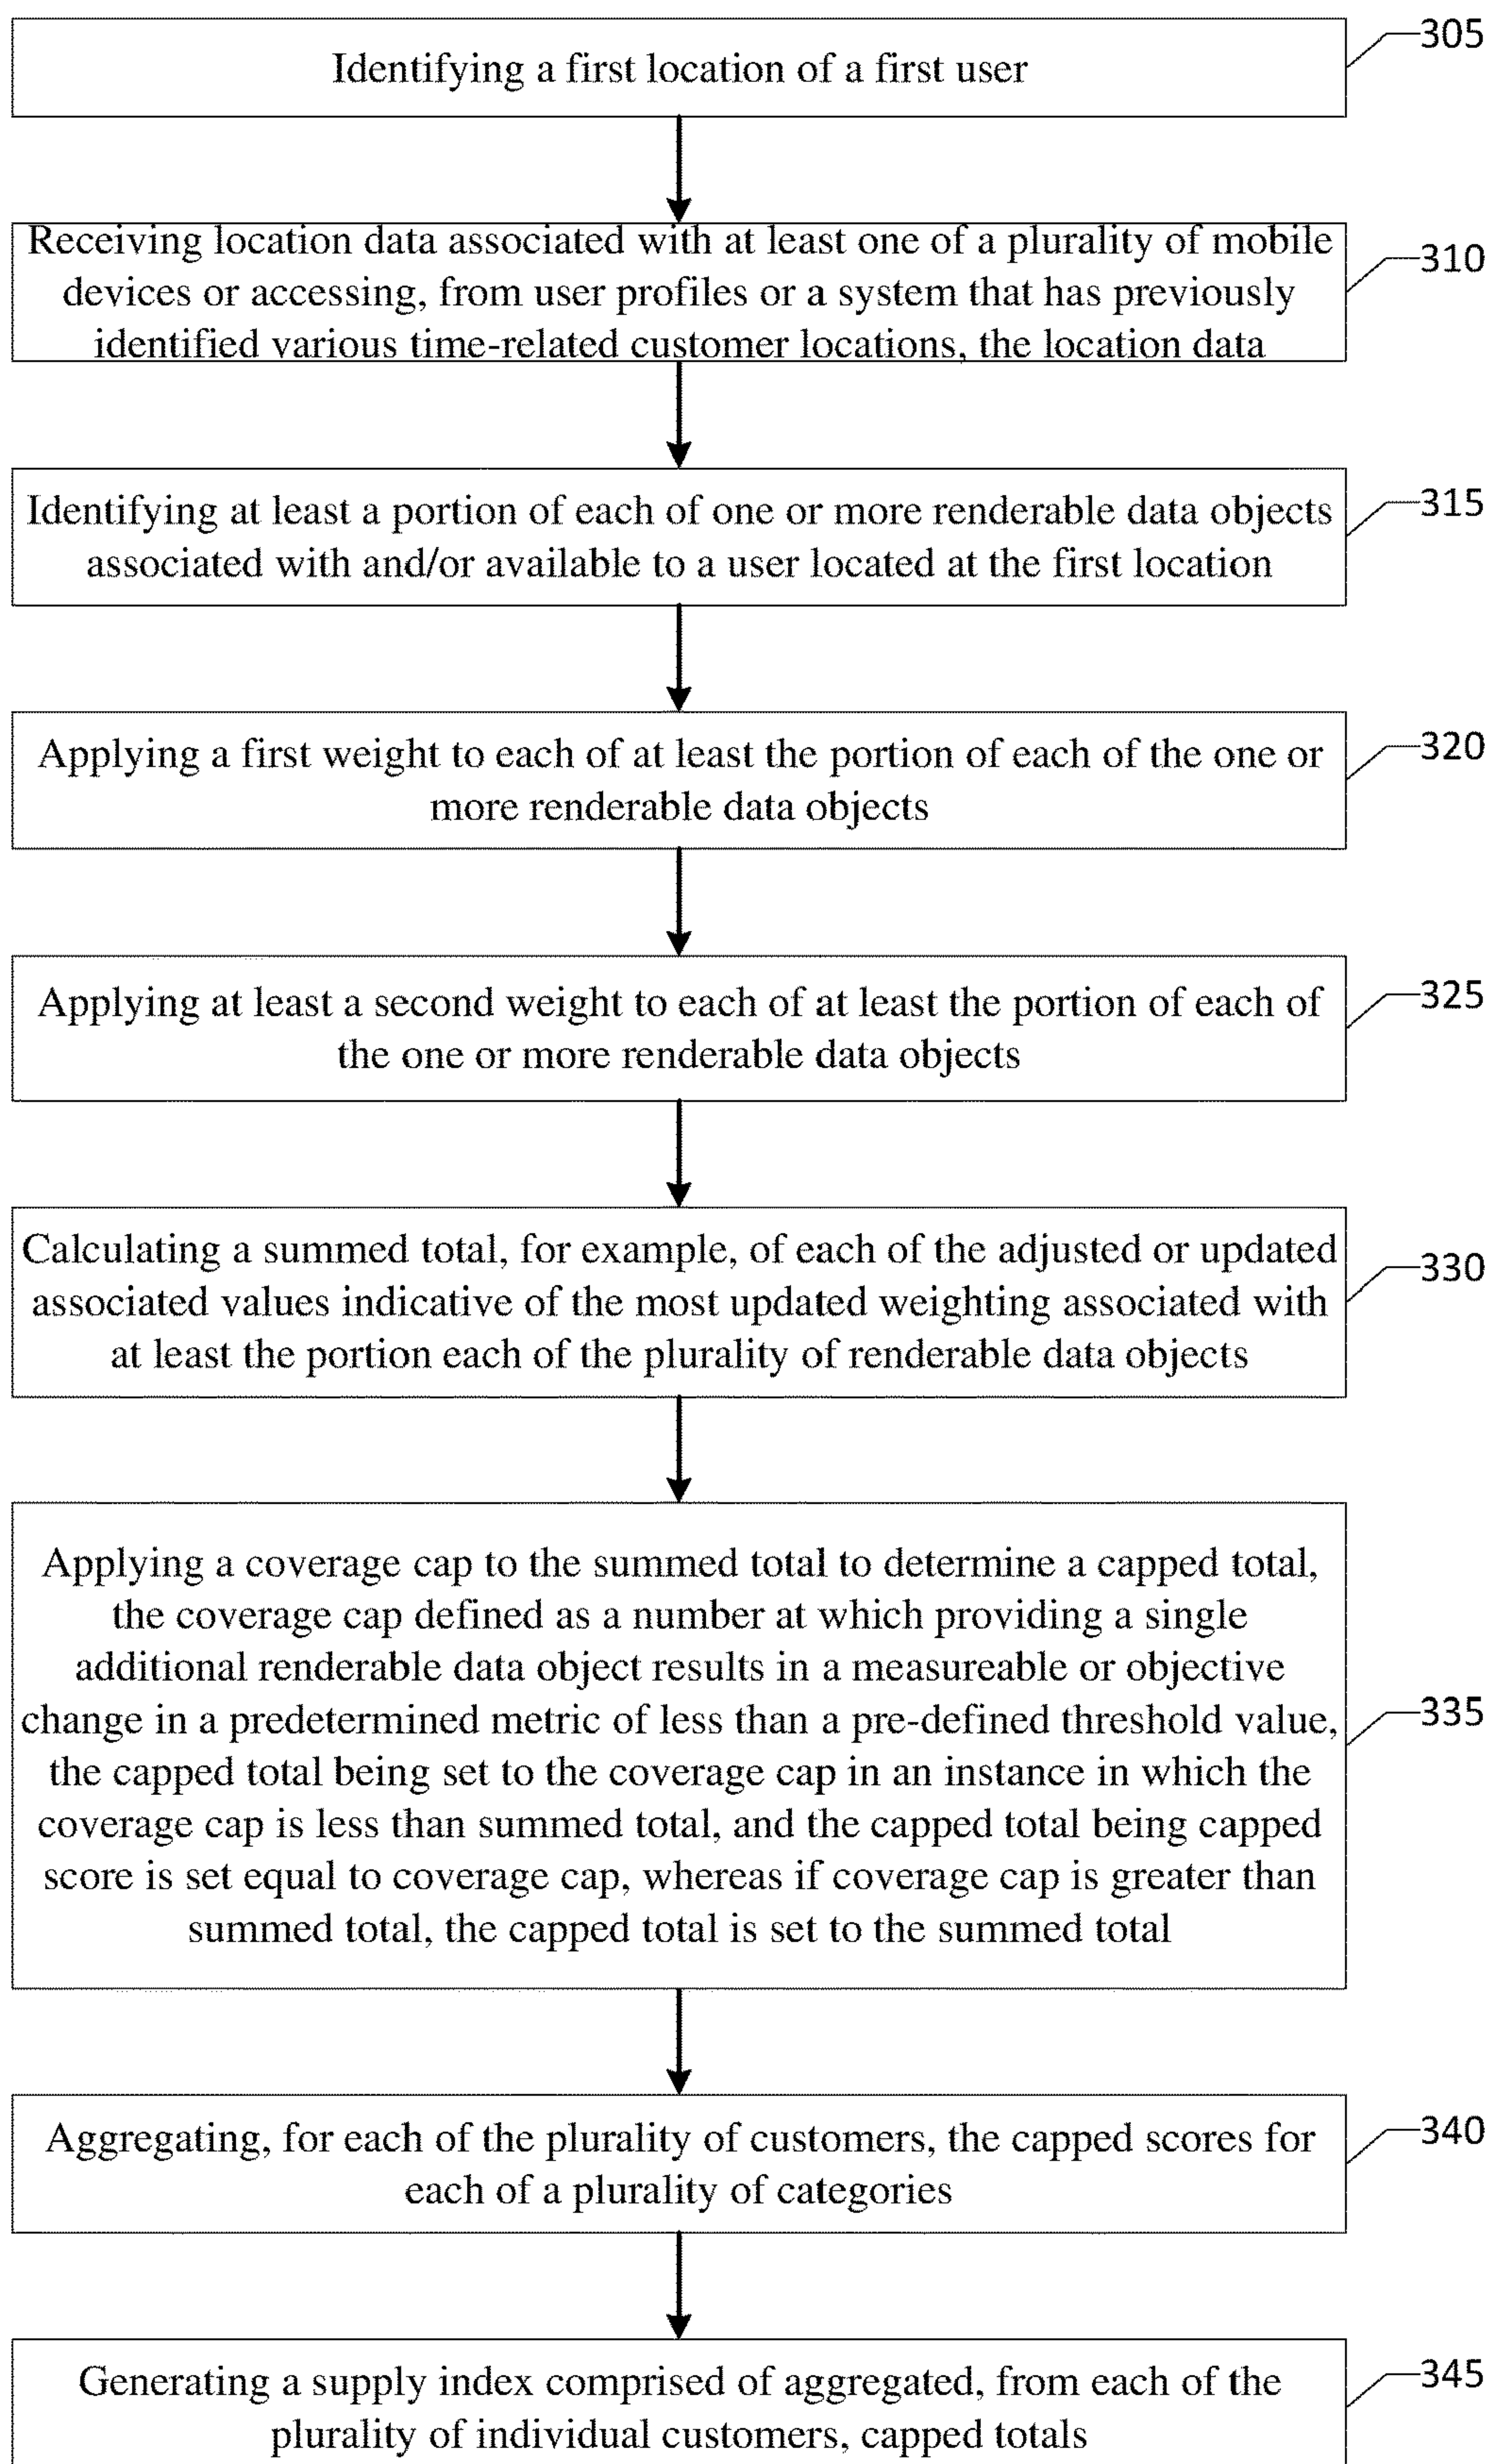 Identifying a first location of a first user
305
Receiving location data associated with at least one of a plurality of mobile
devices or accessing, from user profiles or a system that has previously
identified various time-related customer locations, the location data
310
Identifying at least a portion of each of one or more renderable data objects
associated with and/or available to a user located at the first location
315
Applying a first weight to each of at least the portion of each of the one or
more renderable data objects
320
Applying at least a second weight to each of at least the portion of each of
the one or more renderable data objects
325
Calculating a summed total, for example, of each of the adjusted or updated
associated values indicative of the most updated weighting associated with
at least the portion each of the plurality of renderable data objects
330
Applying a coverage cap to the summed total to determine a capped total,
the coverage cap defined as a number at which providing a single
additional renderable data object results in a measureable or objective
change in a predetermined metric of less than a pre-defined threshold value,
the capped total being set to the coverage cap in an instance in which the
coverage cap is less than summed total, and the capped total being capped
score is set equal to coverage cap, whereas if coverage cap is greater than
summed total, the capped total is set to the summed total
335
Aggregating, for each of the plurality of customers, the capped scores for
each of a plurality of categories
340
Generating a supply index comprised of aggregated, from each of the
plurality of individual customers, capped totals
345